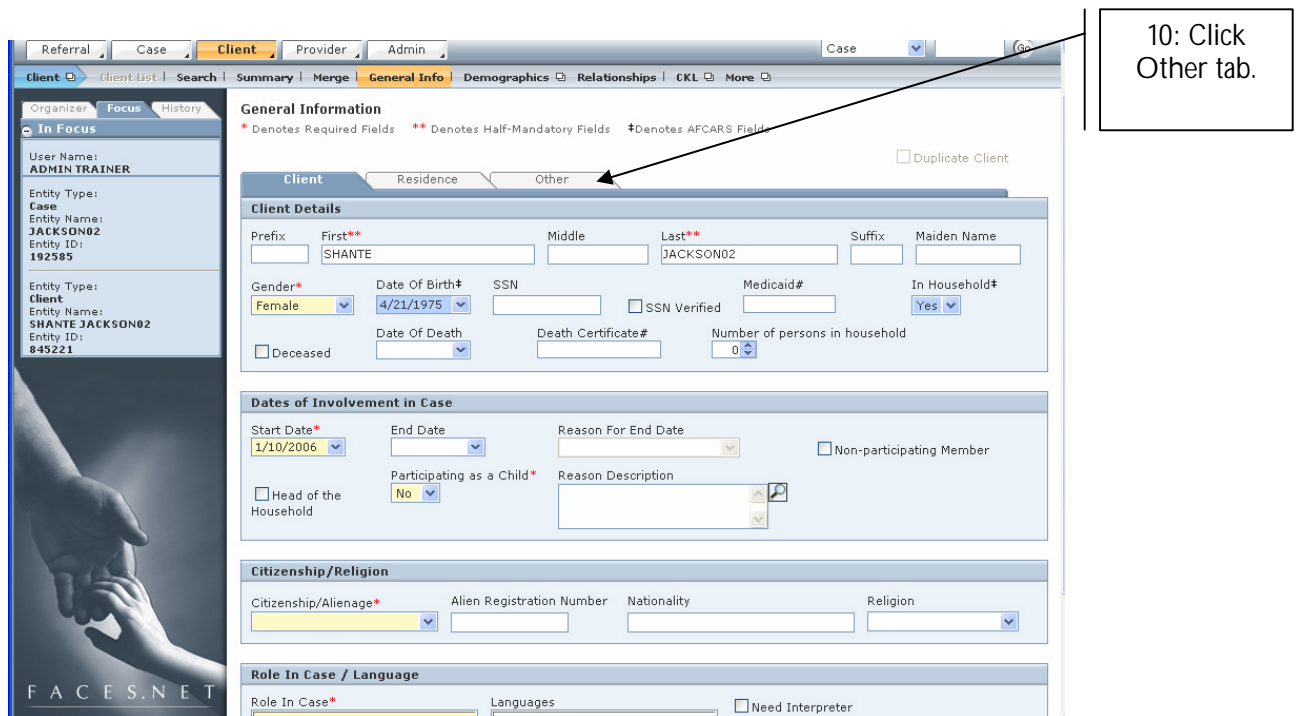 10: Click
Other tab.
Referral Case Client Provider Admin Case Go
Client Client List Search Summary Merge General Info Demographics Relationships CKL More
Organizer Focus History
In Focus
User Name:
ADMIN TRAINER
Entity Type:
Case
Entity Name:
JACKSON02
Entity ID:
192585
Entity Type:
Client
Entity Name:
SHANTE JACKSON02
Entity ID:
845221
FACES.NET
General Information
* Denotes Required Fields ** Denotes Half-Mandatory Fields ‡Denotes AFCARS Fields
Duplicate Client
Client Residence Other
Client Details
Prefix First** Middle Last** Suffix Maiden Name
SHANTE JACKSON02
Gender* Date Of Birth‡ SSN Medicaid# In Household‡
Female 4/21/1975 SSN Verified Yes
Date Of Death Death Certificate# Number of persons in household
Deceased 0
Dates of Involvement in Case
Start Date* End Date Reason For End Date
1/10/2006 Non-participating Member
Participating as a Child* Reason Description
Head of the No
Household
Citizenship/Religion
Citizenship/Alienage* Alien Registration Number Nationality Religion
Role In Case / Language
Role In Case* Languages Need Interpreter